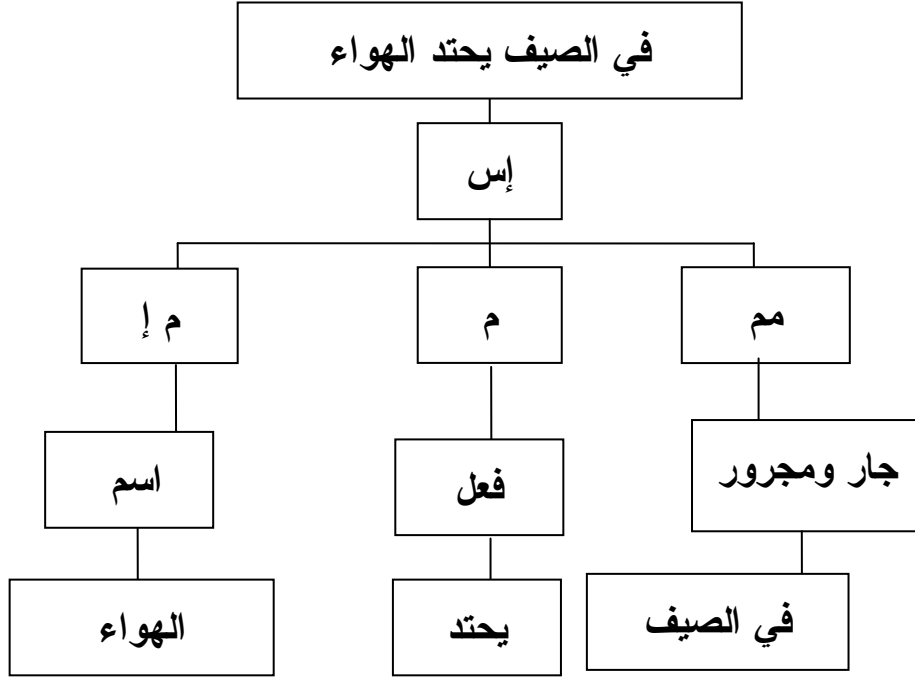 في الصيف يحتد الهواء
إس
مم
م
م إ
جار ومجرور
فعل
اسم
في الصيف
يحتد
الهواء